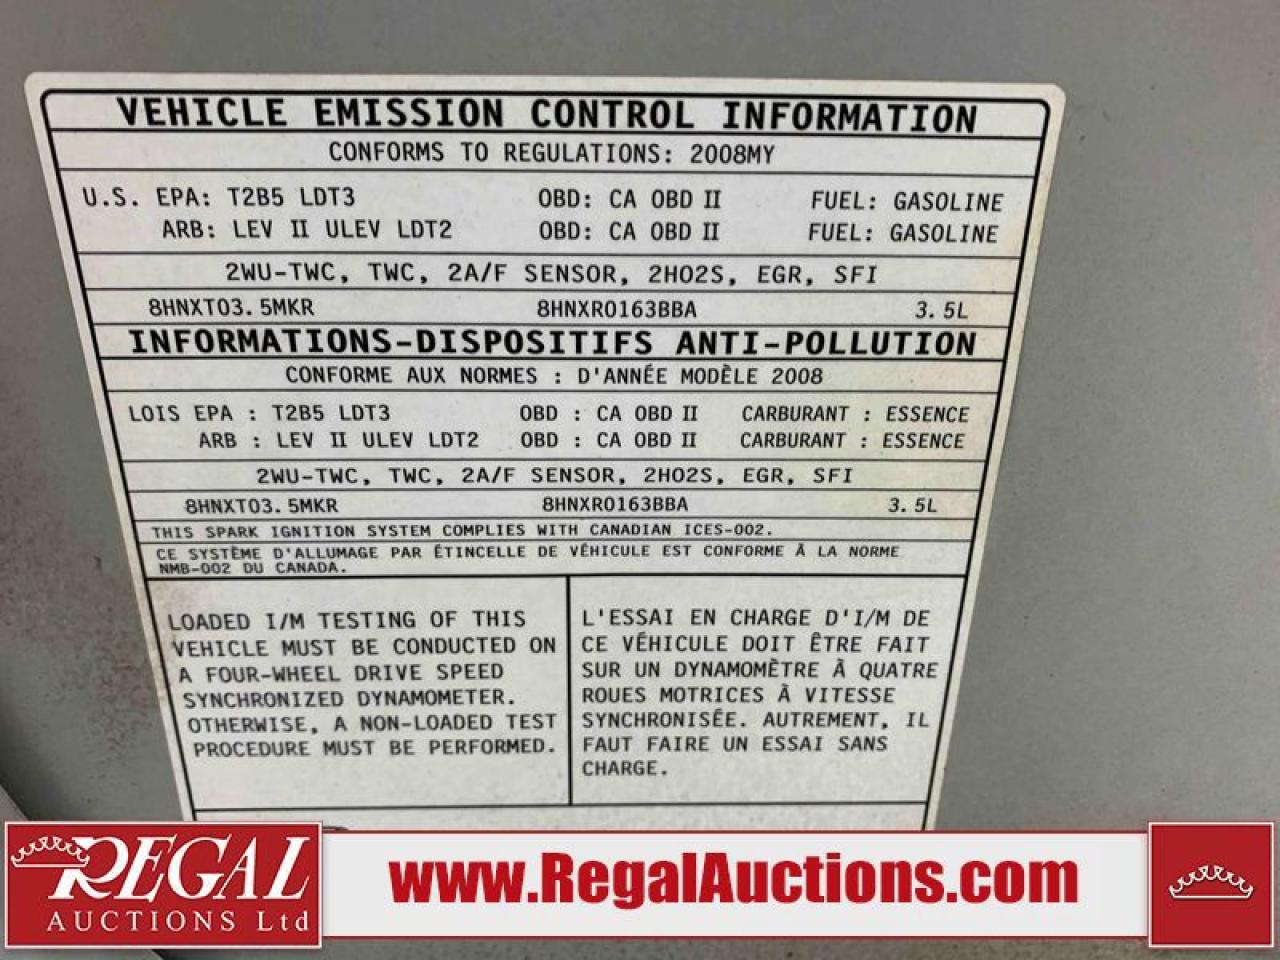 VEHICLE EMISSION CONTROL INFORMATION
CONFORMS TO REGULATIONS: 2008MY
U.S. EPA: T2B5 LDT3 OBD: CA OBD II FUEL: GASOLINE
ARB: LEV II ULEV LDT2 OBD: CA OBD II FUEL: GASOLINE
2WU-TWC, TWC, 2A/F SENSOR, 2HO2S, EGR, SFI
8HNXT03.5MKR 8HNXR0163BBA 3.5L
INFORMATIONS-DISPOSITIFS ANTI-POLLUTION
CONFORME AUX NORMES : D'ANNÉE MODÈLE 2008
LOIS EPA : T2B5 LDT3 OBD : CA OBD II CARBURANT : ESSENCE
ARB : LEV II ULEV LDT2 OBD : CA OBD II CARBURANT : ESSENCE
2WU-TWC, TWC, 2A/F SENSOR, 2HO2S, EGR, SFI
8HNXT03.5MKR 8HNXR0163BBA 3.5L
THIS SPARK IGNITION SYSTEM COMPLIES WITH CANADIAN ICES-002.
CE SYSTÈME D'ALLUMAGE PAR ÉTINCELLE DE VÉHICULE EST CONFORME À LA NORME
NMB-002 DU CANADA.
LOADED I/M TESTING OF THIS
VEHICLE MUST BE CONDUCTED ON
A FOUR-WHEEL DRIVE SPEED
SYNCHRONIZED DYNAMOMETER.
OTHERWISE, A NON-LOADED TEST
PROCEDURE MUST BE PERFORMED.
L'ESSAI EN CHARGE D'I/M DE
CE VÉHICULE DOIT ÊTRE FAIT
SUR UN DYNAMOMÈTRE À QUATRE
ROUES MOTRICES À VITESSE
SYNCHRONISÉE. AUTREMENT, IL
FAUT FAIRE UN ESSAI SANS
CHARGE.
REGAL
AUCTIONS Ltd
www.RegalAuctions.com